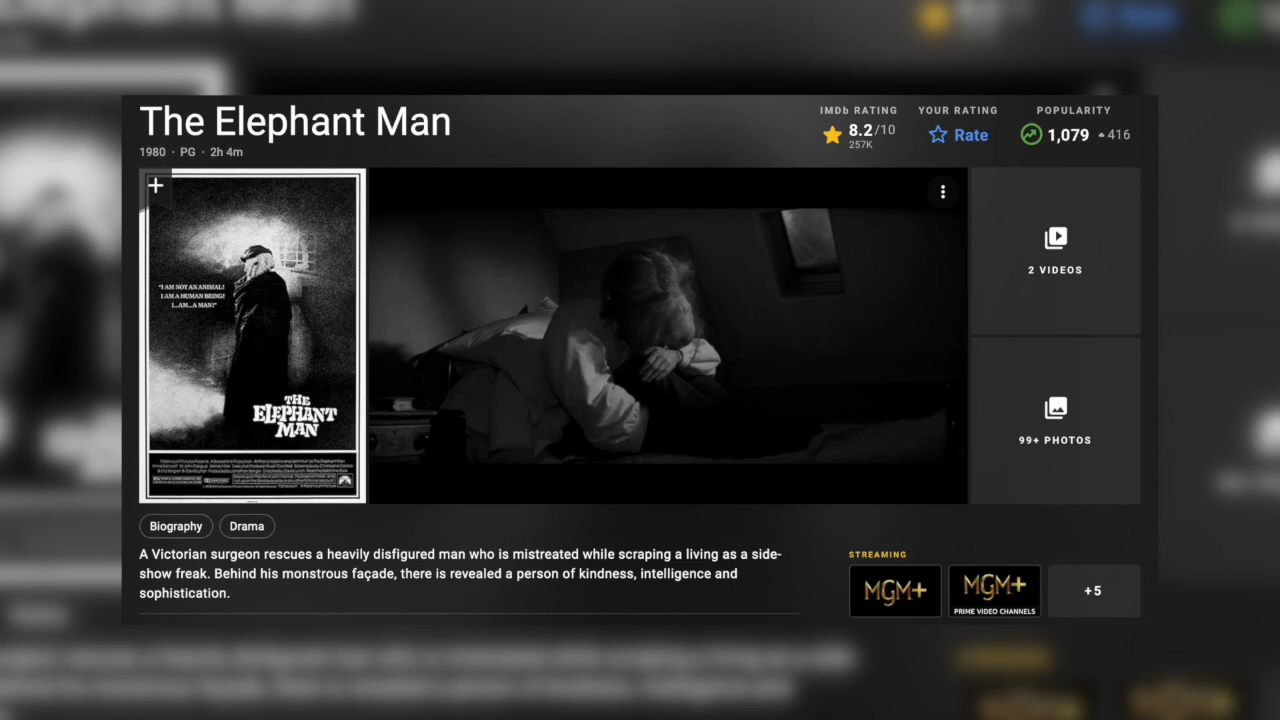 The Elephant Man
1980 · PG · 2h 4m
IMDb RATING
8.2/10
257K
YOUR RATING
Rate
POPULARITY
1,079 416
"I AM NOT AN ANIMAL!
I AM A HUMAN BEING!
I...AM...A MAN!"
THE
ELEPHANT
MAN
2 VIDEOS
99+ PHOTOS
Biography
Drama
A Victorian surgeon rescues a heavily disfigured man who is mistreated while scraping a living as a side-
show freak. Behind his monstrous façade, there is revealed a person of kindness, intelligence and
sophistication.
STREAMING
MGM+
MGM+
PRIME VIDEO CHANNELS
+5